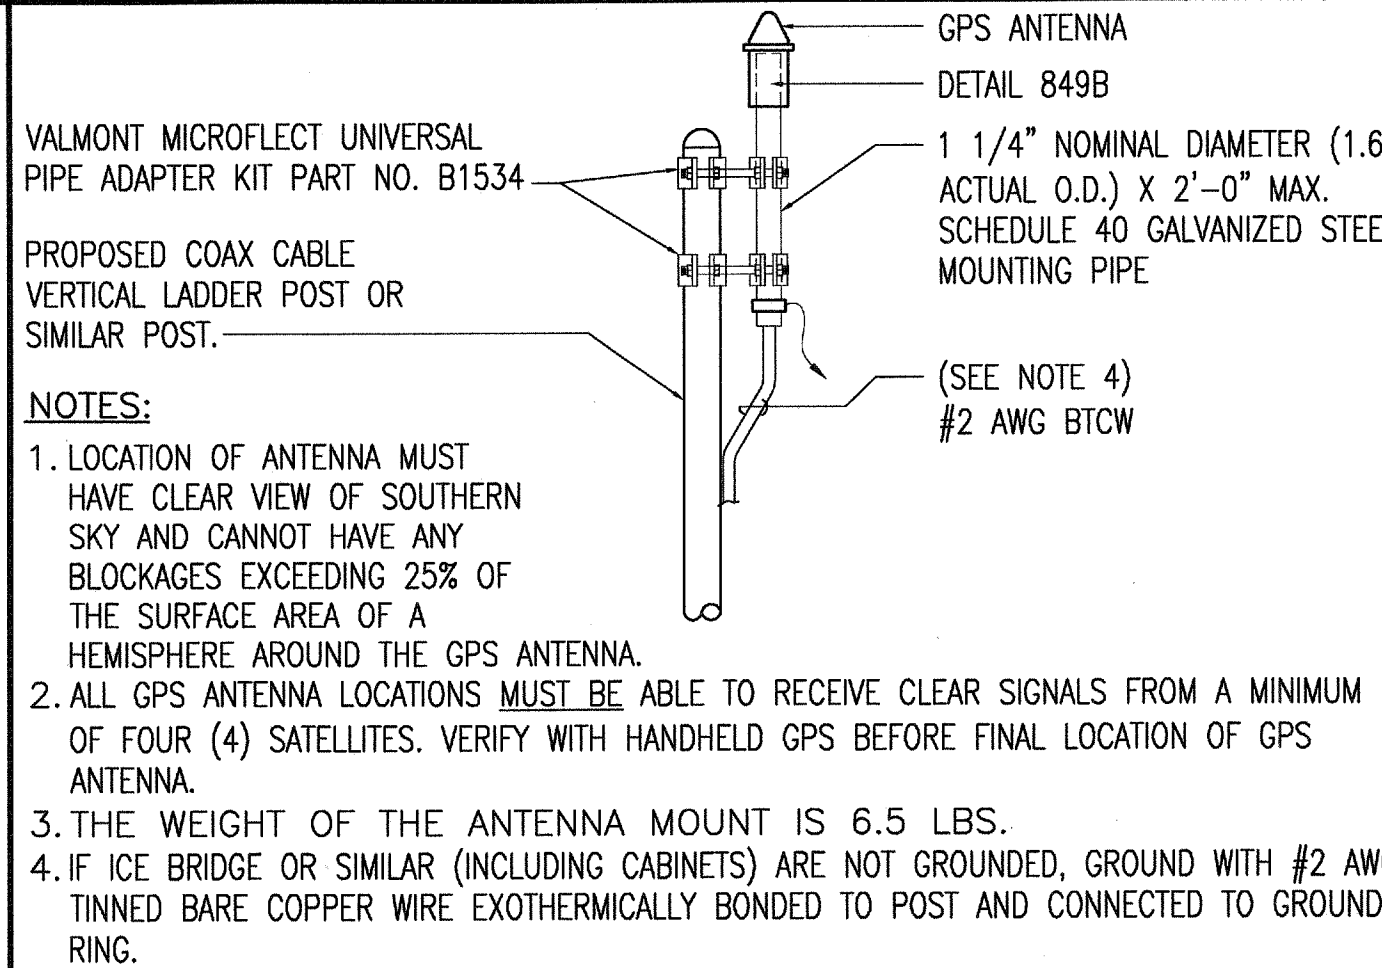 GPS ANTENNA
DETAIL 849B
VALMONT MICROFLECT UNIVERSAL
PIPE ADAPTER KIT PART NO. B1534
1 1/4" NOMINAL DIAMETER (1.6
ACTUAL O.D.) X 2'-0" MAX.
SCHEDULE 40 GALVANIZED STEE
MOUNTING PIPE
PROPOSED COAX CABLE
VERTICAL LADDER POST OR
SIMILAR POST.
(SEE NOTE 4)
#2 AWG BTCW
NOTES:
1. LOCATION OF ANTENNA MUST
HAVE CLEAR VIEW OF SOUTHERN
SKY AND CANNOT HAVE ANY
BLOCKAGES EXCEEDING 25% OF
THE SURFACE AREA OF A
HEMISPHERE AROUND THE GPS ANTENNA.
2. ALL GPS ANTENNA LOCATIONS MUST BE ABLE TO RECEIVE CLEAR SIGNALS FROM A MINIMUM
OF FOUR (4) SATELLITES. VERIFY WITH HANDHELD GPS BEFORE FINAL LOCATION OF GPS
ANTENNA.
3. THE WEIGHT OF THE ANTENNA MOUNT IS 6.5 LBS.
4. IF ICE BRIDGE OR SIMILAR (INCLUDING CABINETS) ARE NOT GROUNDED, GROUND WITH #2 AW
TINNED BARE COPPER WIRE EXOTHERMICALLY BONDED TO POST AND CONNECTED TO GROUND
RING.